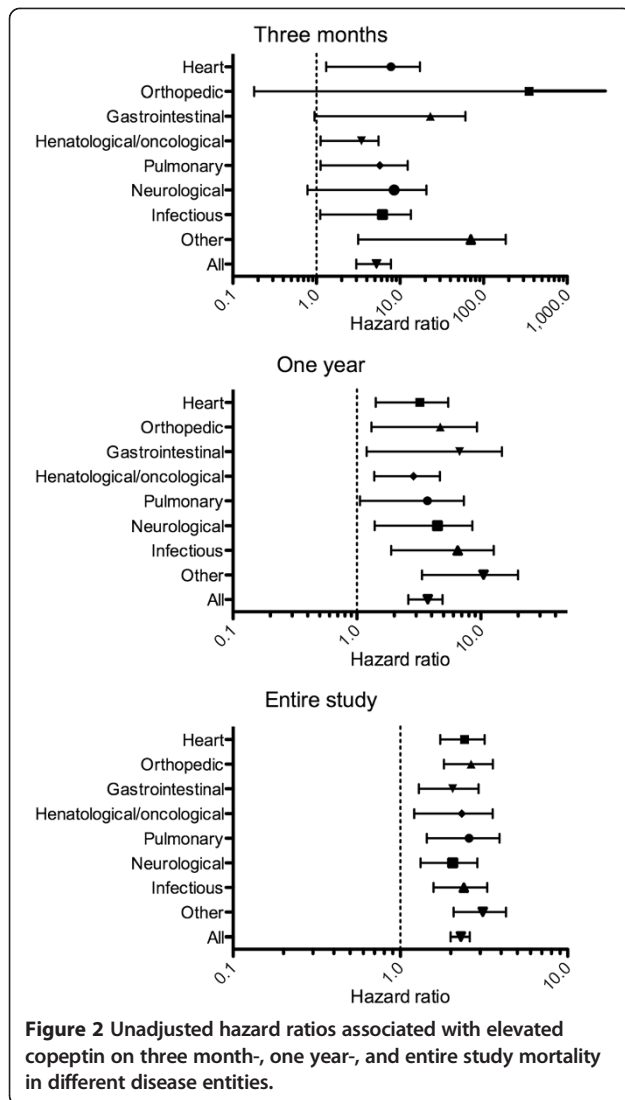 Three months
Heart
Orthopedic
Gastrointestinal
Henatological/oncological
Pulmonary
Neurological
Infectious
Other
All
0.1
1.0
10.0
100.0
1,000.0
Hazard ratio
One year
Heart
Orthopedic
Gastrointestinal
Henatological/oncological
Pulmonary
Neurological
Infectious
Other
All
0.1
1.0
10.0
Hazard ratio
Entire study
Heart
Orthopedic
Gastrointestinal
Henatological/oncological
Pulmonary
Neurological
Infectious
Other
All
0.1
1.0
10.0
Hazard ratio
Figure 2 Unadjusted hazard ratios associated with elevated
copeptin on three month-, one year-, and entire study mortality
in different disease entities.